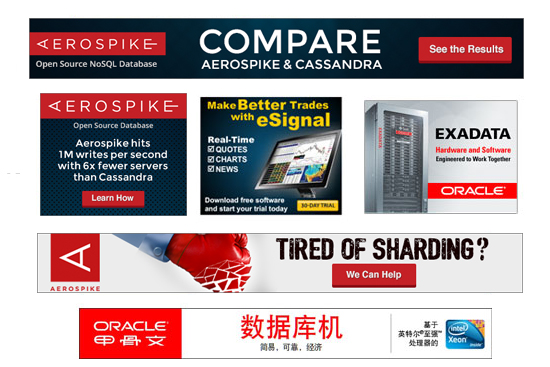 AEROSPIKE
Open Source NoSQL Database
COMPARE
AEROSPIKE & CASSANDRA
See the Results
AEROSPIKE
Open Source Database
Aerospike hits
1M writes per second
with 6x fewer servers
than Cassandra
Learn How
Make Better Trades
with eSignal
Real-Time
QUOTES
CHARTS
NEWS
Download free software
and start your trial today
30-DAY TRIAL
EXADATA
EXADATA
Hardware and Software
Engineered to Work Together
ORACLE
AEROSPIKE
TIRED OF SHARDING?
We Can Help
ORACLE
甲骨文
数据库机
简易，可靠，经济
基于
英特尔®至强™
处理器的
intel
Xeon
inside